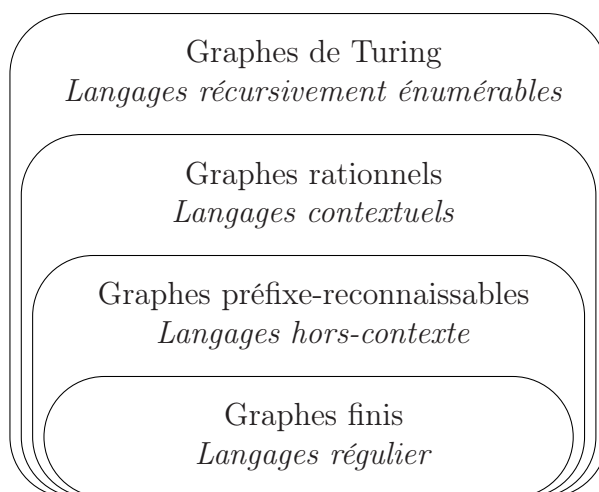 Graphes de Turing
Langages récursivement énumérables
Graphes rationnels
Langages contextuels
Graphes préfixe-reconnaissables
Langages hors-contexte
Graphes finis
Langages régulier